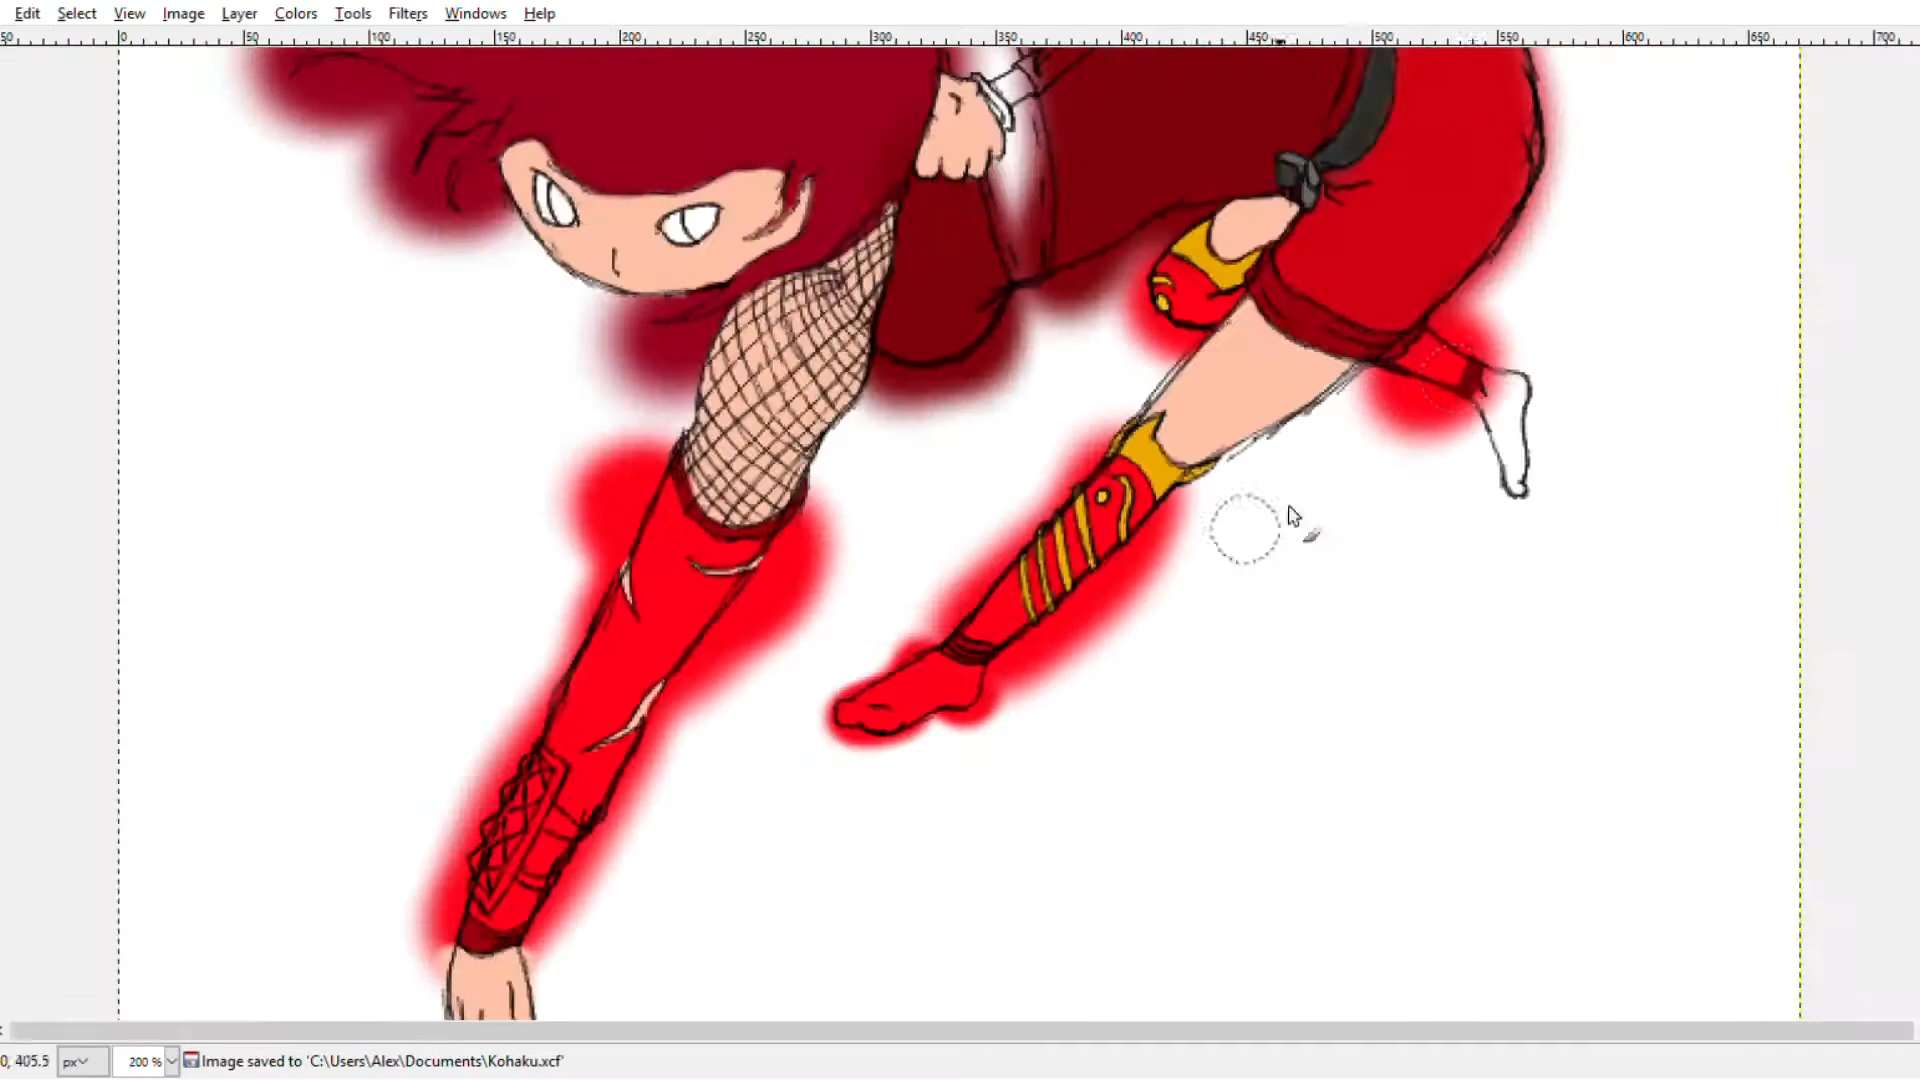 Edit Select View Image Layer Colors Tools Filters Windows Help
50 0 50 100 150 200 250 300 350 400 450 500 550 600 650 700
0, 405.5 px 200 % Image saved to 'C:\Users\Alex\Documents\Kohaku.xcf'